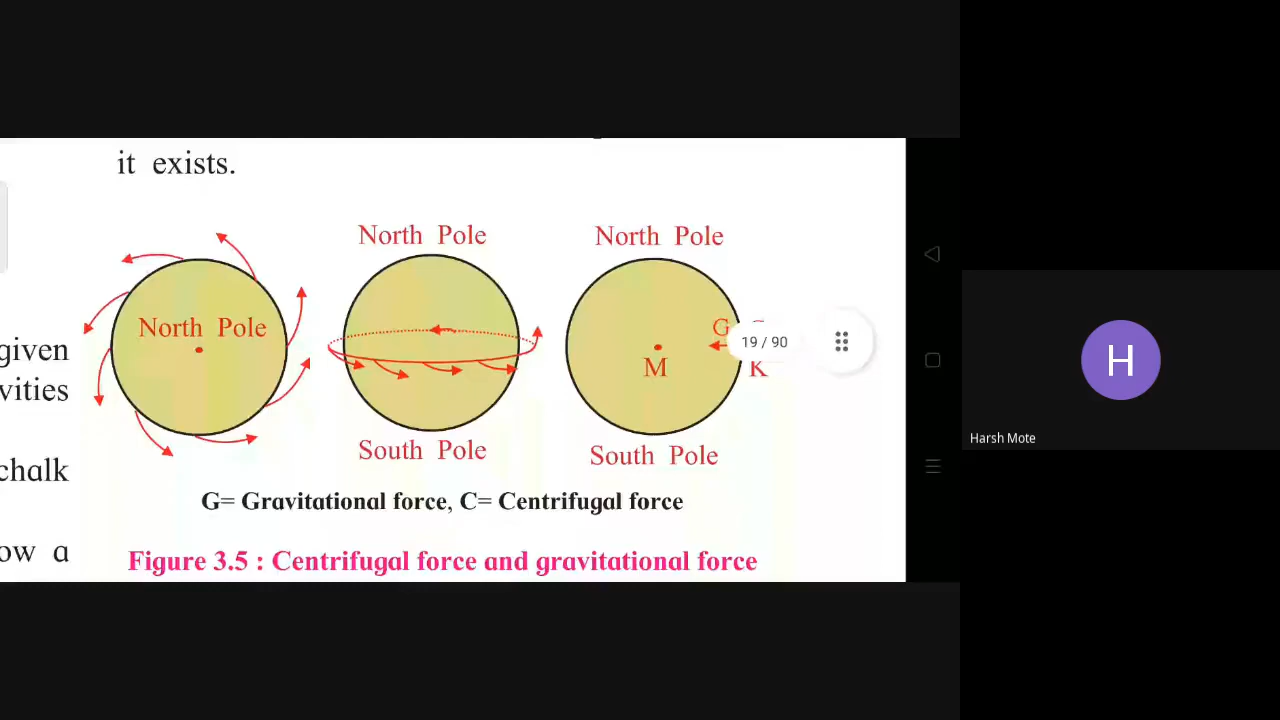 it exists.
given
vities
chalk
ow a
North Pole
North Pole
North Pole
G
19 / 90
M
K
South Pole
South Pole
G= Gravitational force, C= Centrifugal force
Figure 3.5 : Centrifugal force and gravitational force
H
Harsh Mote